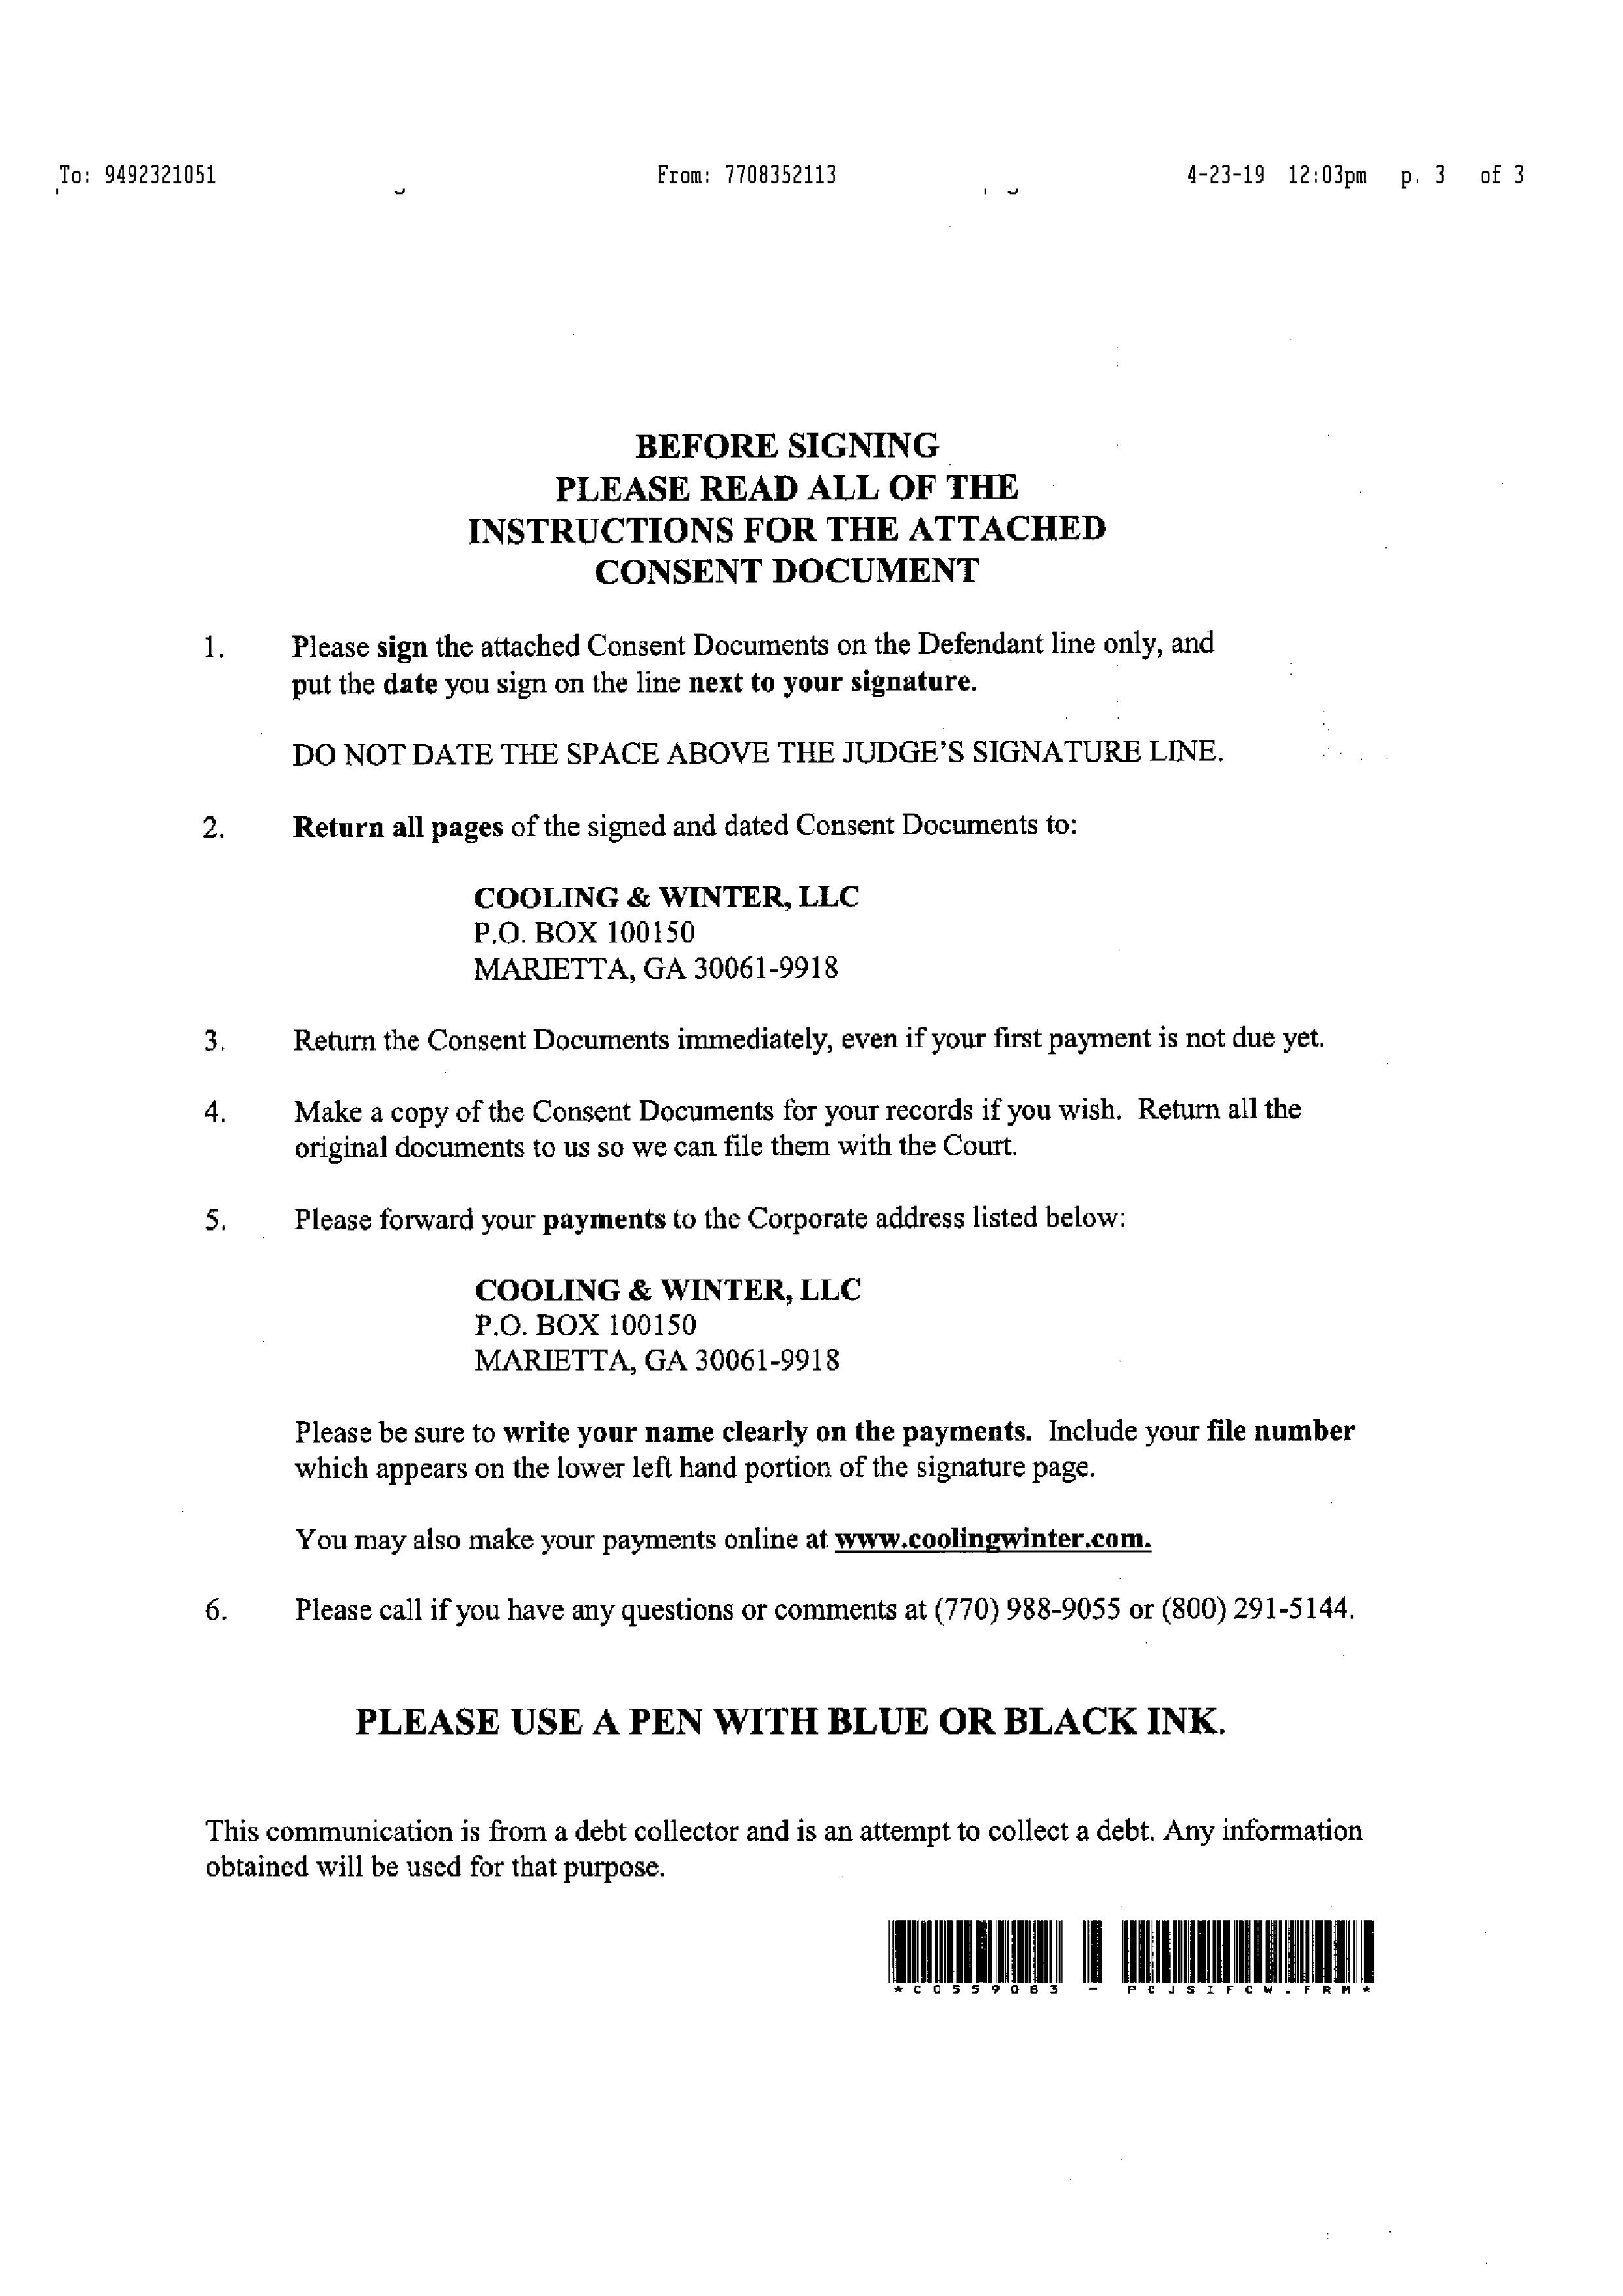 To: 9492321051 From: 7708352113 4-23-19 12:03pm p. 3 of 3
BEFORE SIGNING
PLEASE READ ALL OF THE
INSTRUCTIONS FOR THE ATTACHED
CONSENT DOCUMENT
1. Please sign the attached Consent Documents on the Defendant line only, and
put the date you sign on the line next to your signature.
DO NOT DATE THE SPACE ABOVE THE JUDGE'S SIGNATURE LINE.
2. Return all pages of the signed and dated Consent Documents to:
COOLING & WINTER, LLC
P.O. BOX 100150
MARIETTA, GA 30061-9918
3. Return the Consent Documents immediately, even if your first payment is not due yet.
4. Make a copy of the Consent Documents for your records if you wish. Return all the
original documents to us so we can file them with the Court.
5. Please forward your payments to the Corporate address listed below:
COOLING & WINTER, LLC
P.O. BOX 100150
MARIETTA, GA 30061-9918
Please be sure to write your name clearly on the payments. Include your file number
which appears on the lower left hand portion of the signature page.
You may also make your payments online at www.coolingwinter.com.
6. Please call if you have any questions or comments at (770) 988-9055 or (800) 291-5144.
PLEASE USE A PEN WITH BLUE OR BLACK INK.
This communication is from a debt collector and is an attempt to collect a debt. Any information
obtained will be used for that purpose.